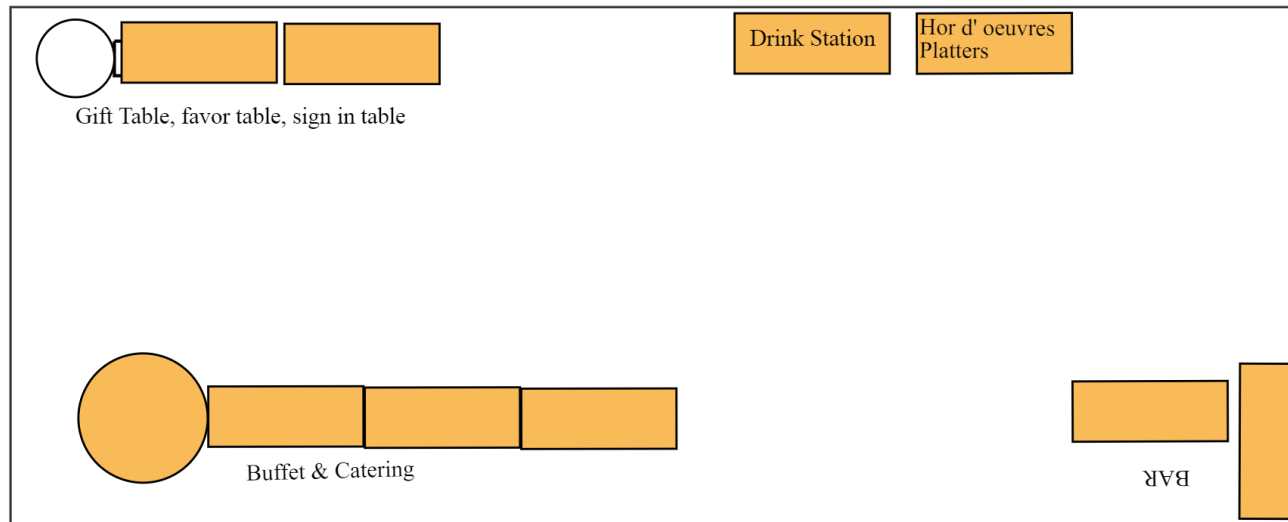 Drink Station
Hor d' oeuvres
Platters
Gift Table, favor table, sign in table
Buffet & Catering
BAR